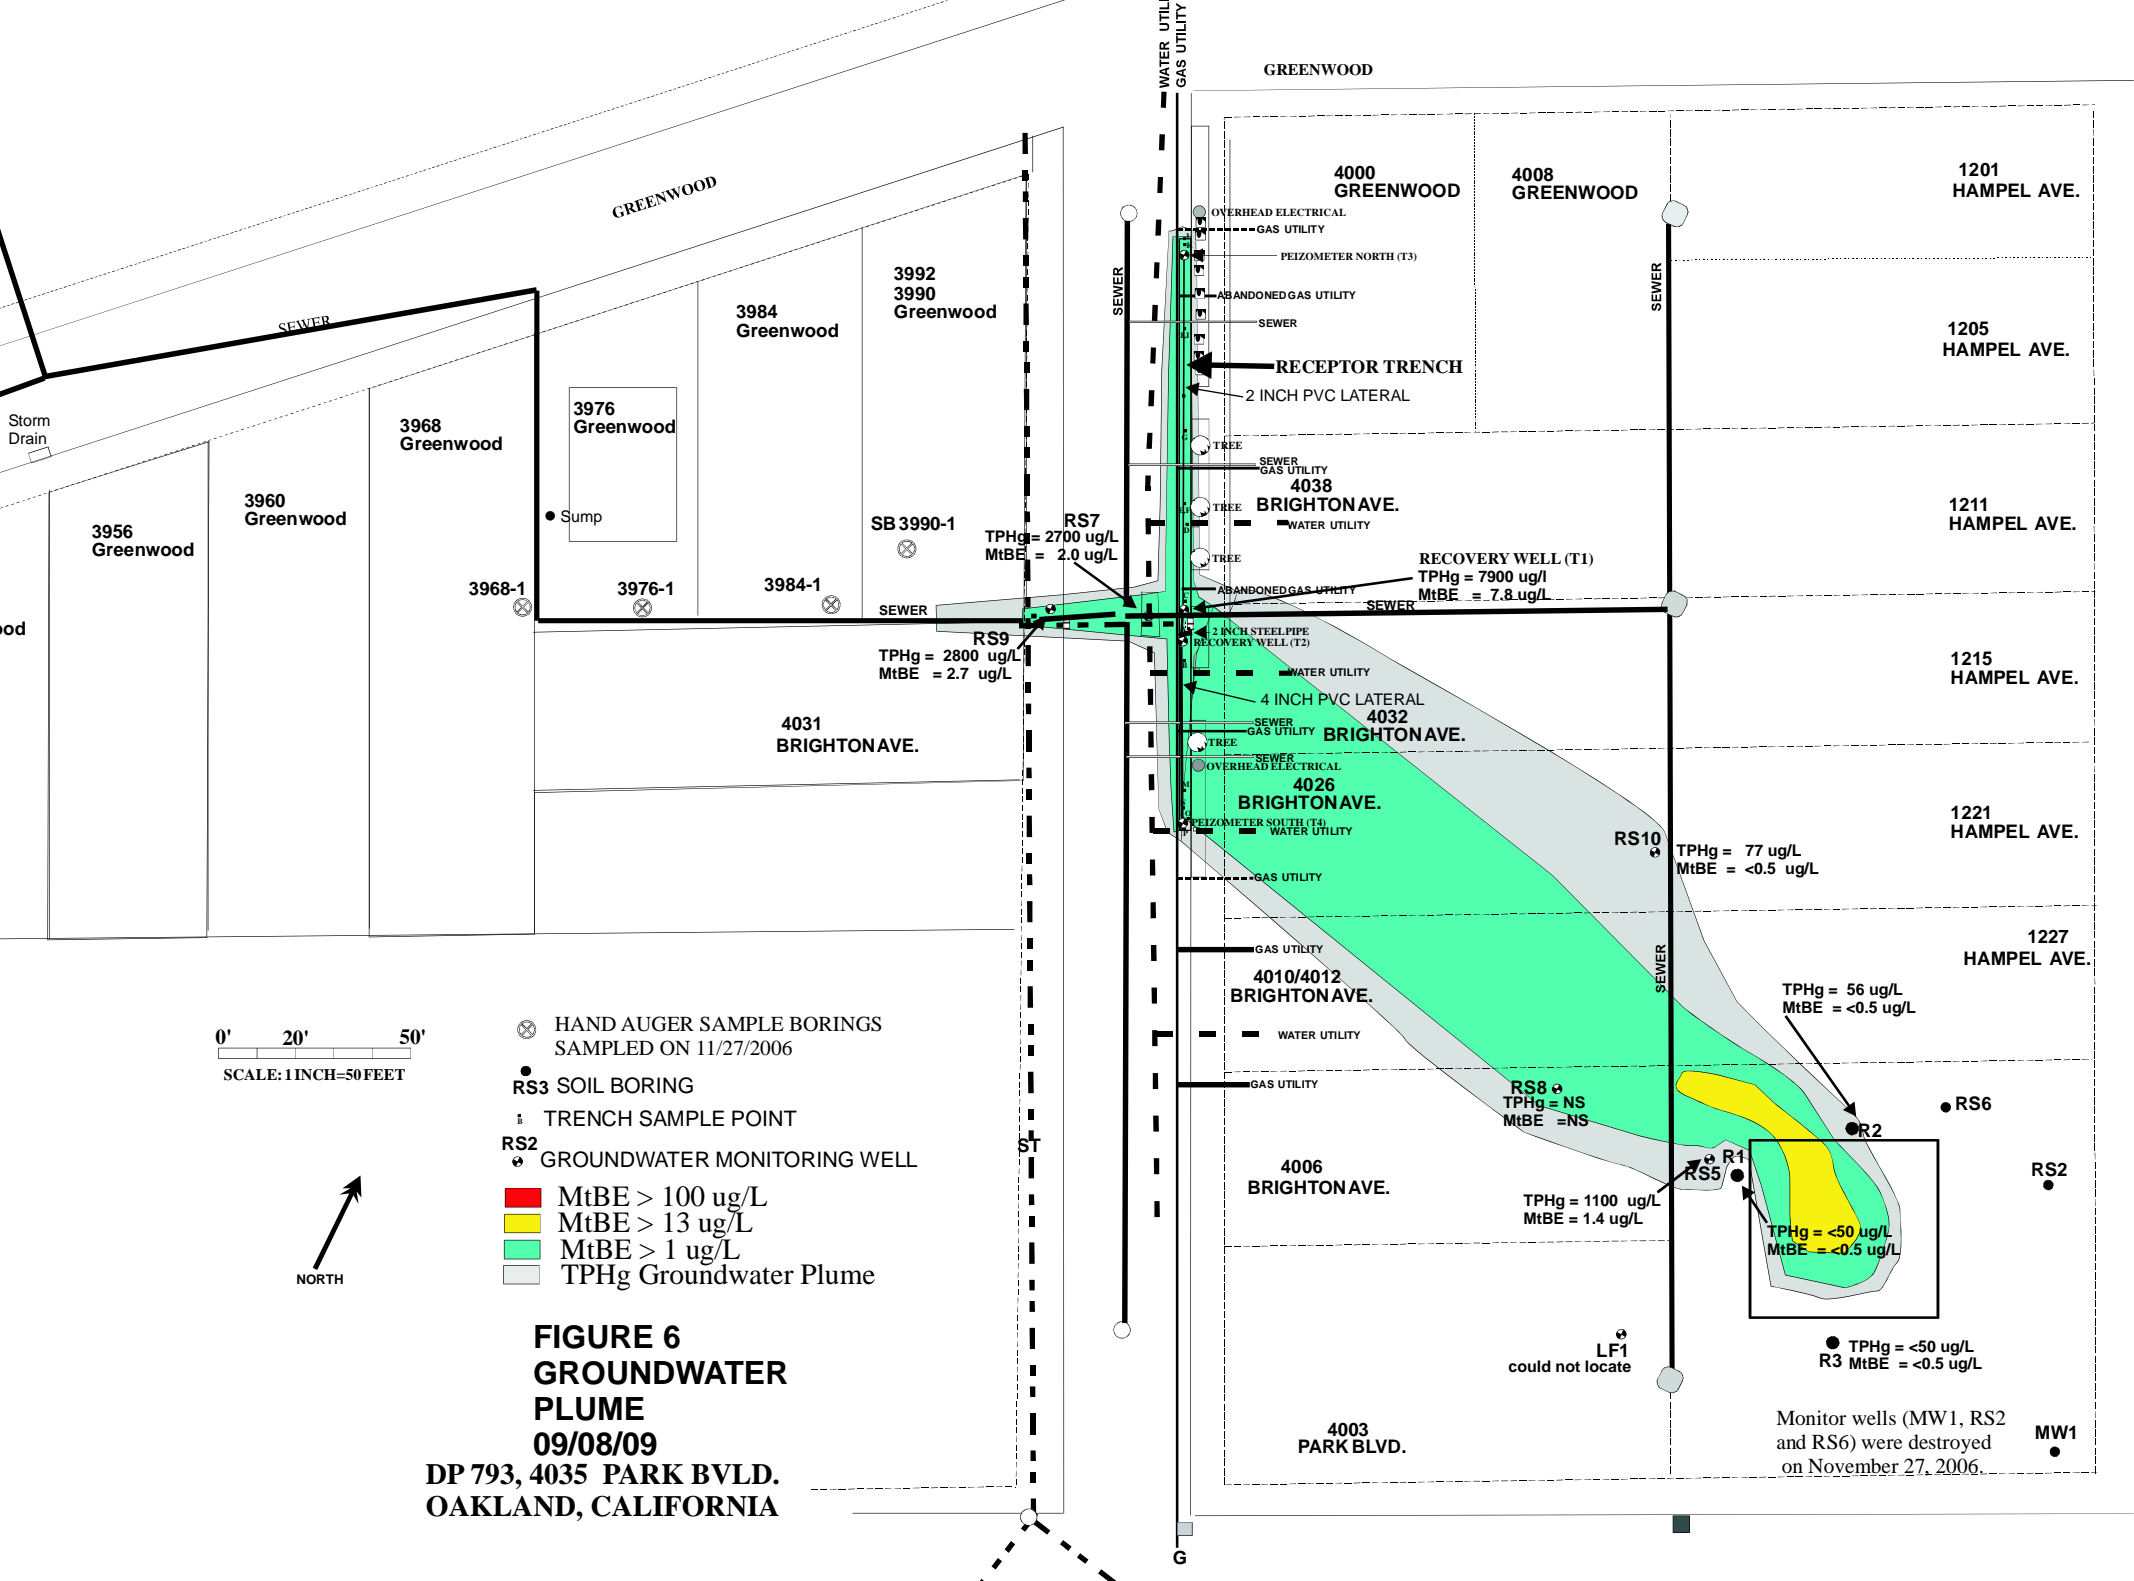 WATER UTILI
GAS UTILITY
GREENWOOD
GREENWOOD
4000
GREENWOOD
4008
GREENWOOD
1201
HAMPEL AVE.
OVERHEAD ELECTRICAL
GAS UTILITY
PEIZOMETER NORTH (T3)
SEWER
SEWER
SEWER
ABANDONED GAS UTILITY
SEWER
3992
3990
Greenwood
3984
Greenwood
1205
HAMPEL AVE.
RECEPTOR TRENCH
2 INCH PVC LATERAL
3976
Greenwood
3968
Greenwood
Storm
Drain
TREE
SEWER
GAS UTILITY
4038
BRIGHTON AVE.
TREE
WATER UTILITY
1211
HAMPEL AVE.
3960
Greenwood
3956
Greenwood
Sump
SB 3990-1
RS7
TPHg = 2700 ug/L
MtBE = 2.0 ug/L
TREE
RECOVERY WELL (T1)
TPHg = 7900 ug/l
MtBE = 7.8 ug/L
ABANDONED GAS UTILITY
SEWER
3968-1
3976-1
3984-1
SEWER
ood
2 INCH STEEL PIPE
RECOVERY WELL (T2)
RS9
TPHg = 2800 ug/L
MtBE = 2.7 ug/L
WATER UTILITY
1215
HAMPEL AVE.
4 INCH PVC LATERAL
4032
BRIGHTON AVE.
SEWER
GAS UTILITY
4031
BRIGHTON AVE.
TREE
SEWER
OVERHEAD ELECTRICAL
4026
BRIGHTON AVE.
PEIZOMETER SOUTH (T4)
WATER UTILITY
1221
HAMPEL AVE.
RS10
TPHg = 77 ug/L
MtBE = <0.5 ug/L
GAS UTILITY
1227
HAMPEL AVE.
GAS UTILITY
SEWER
4010/4012
BRIGHTON AVE.
TPHg = 56 ug/L
MtBE = <0.5 ug/L
WATER UTILITY
GAS UTILITY
RS8
TPHg = NS
MtBE =NS
RS6
R2
R1
RS5
RS2
4006
BRIGHTON AVE.
TPHg = 1100 ug/L
MtBE = 1.4 ug/L
TPHg = <50 ug/L
MtBE = <0.5 ug/L
0' 20' 50'
SCALE: 1 INCH=50 FEET
HAND AUGER SAMPLE BORINGS
SAMPLED ON 11/27/2006
RS3 SOIL BORING
B TRENCH SAMPLE POINT
RS2
GROUNDWATER MONITORING WELL
MtBE > 100 ug/L
MtBE > 13 ug/L
MtBE > 1 ug/L
TPHg Groundwater Plume
NORTH
ST
LF1
could not locate
R3
TPHg = <50 ug/L
MtBE = <0.5 ug/L
FIGURE 6
GROUNDWATER
PLUME
09/08/09
DP 793, 4035 PARK BVLD.
OAKLAND, CALIFORNIA
4003
PARK BLVD.
Monitor wells (MW1, RS2
and RS6) were destroyed
on November 27, 2006.
MW1
G